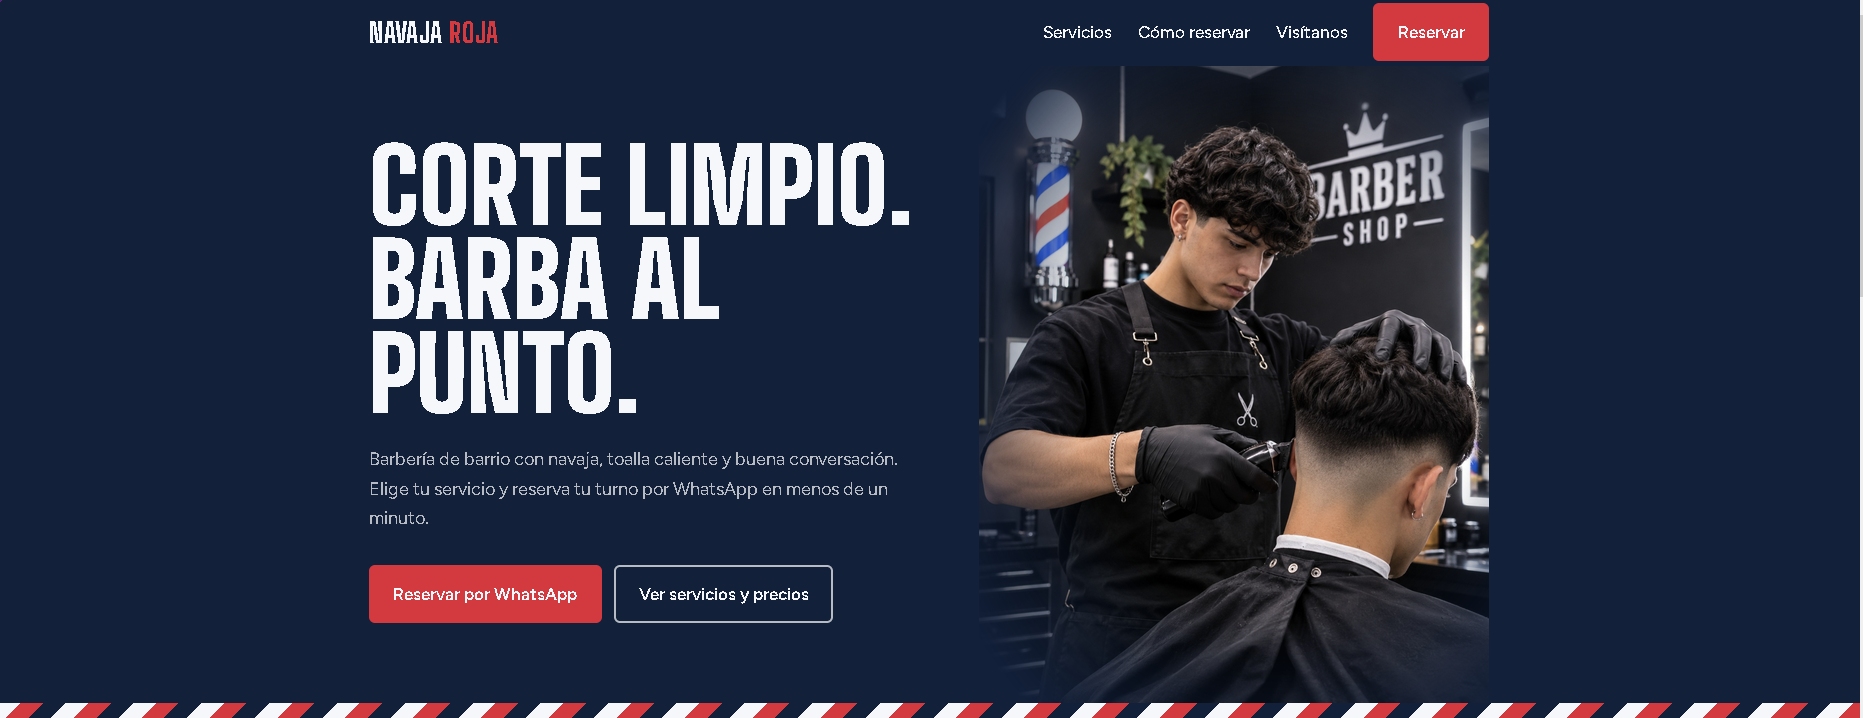 NAVAJA ROJA
Servicios
Cómo reservar
Visítanos
Reservar
CORTE LIMPIO.
BARBA AL
PUNTO.
Barbería de barrio con navaja, toalla caliente y buena conversación.
Elige tu servicio y reserva tu turno por WhatsApp en menos de un
minuto.
Reservar por WhatsApp
Ver servicios y precios
BARBER
SHOP